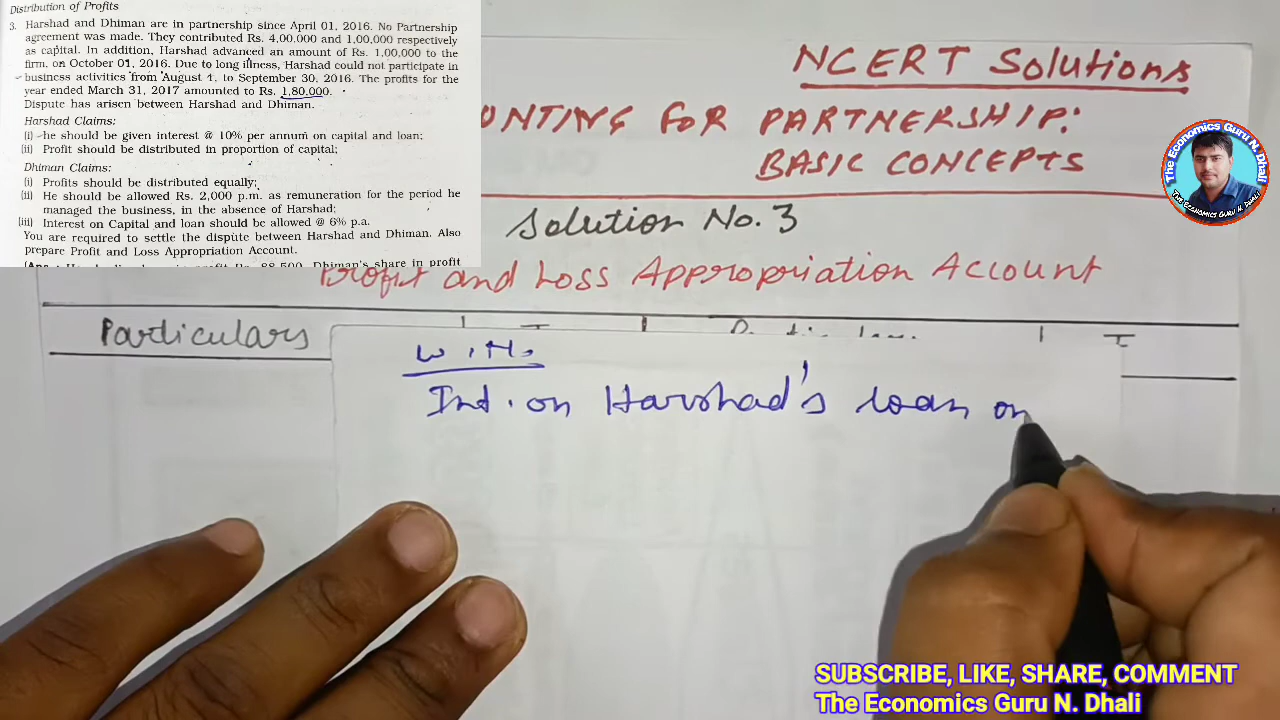 Distribution of Profits
3. Harshad and Dhiman are in partnership since April 01, 2016. No Partnership
agreement was made. They contributed Rs. 4,00,000 and 1,00,000 respectively
as capital. In addition, Harshad advanced an amount of Rs. 1,00,000 to the
firm, on October 01, 2016. Due to long illness, Harshad could not participate in
business activities from August 1, to September 30, 2016. The profits for the
year ended March 31, 2017 amounted to Rs. 1,80,000.
Dispute has arisen between Harshad and Dhiman.
Harshad Claims:
(i) he should be given interest @ 10% per annum on capital and loan;
(ii) Profit should be distributed in proportion of capital;
Dhiman Claims:
(i) Profits should be distributed equally;
(ii) He should be allowed Rs. 2,000 p.m. as remuneration for the period he
managed the business, in the absence of Harshad;
(iii) Interest on Capital and loan should be allowed @ 6% p.a.
You are required to settle the dispute between Harshad and Dhiman. Also
prepare Profit and Loss Appropriation Account.
NCERT Solutions
UNTING FOR PARTNERSHIP:
BASIC CONCEPTS
The Economics Guru N. Dhali
THE ECONOMICS GURU N. DHALI
Solution No. 3
Profit and Loss Appropriation Account
Particulars
W.N.
Int. on Harshad's loan on
SUBSCRIBE, LIKE, SHARE, COMMENT
The Economics Guru N. Dhali